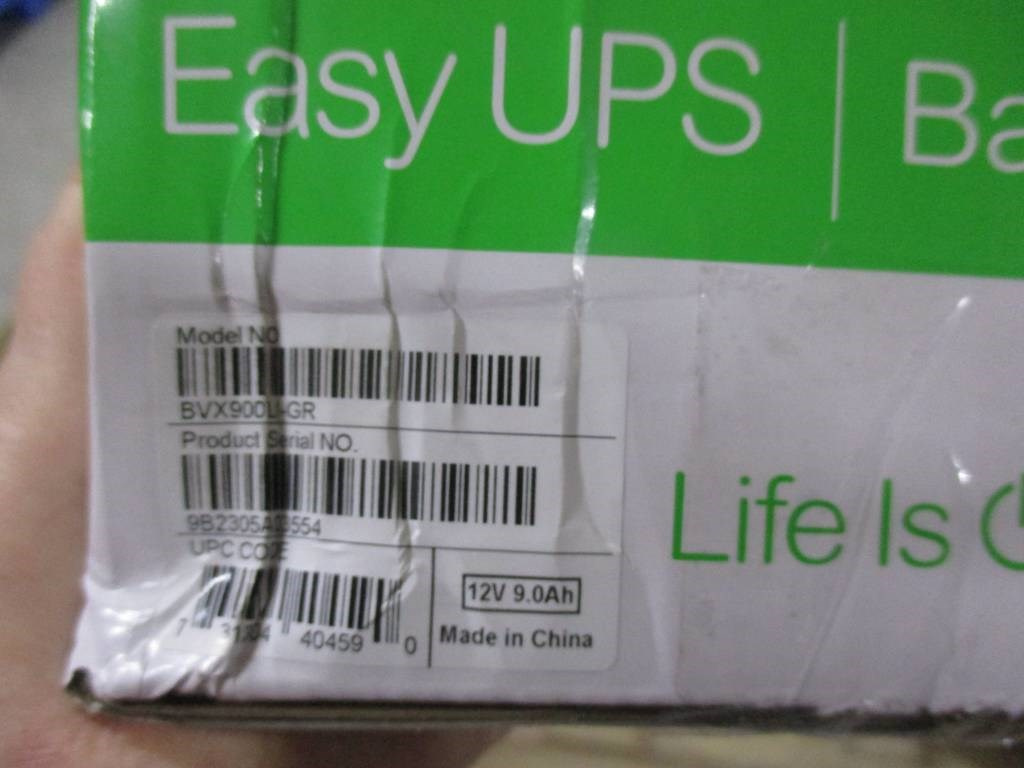 Easy UPS | Ba
Model NO
BVX900LI-GR
Product Serial NO.
UPC CODE
40459 0
12V 9.0Ah
Made in China
Life Is